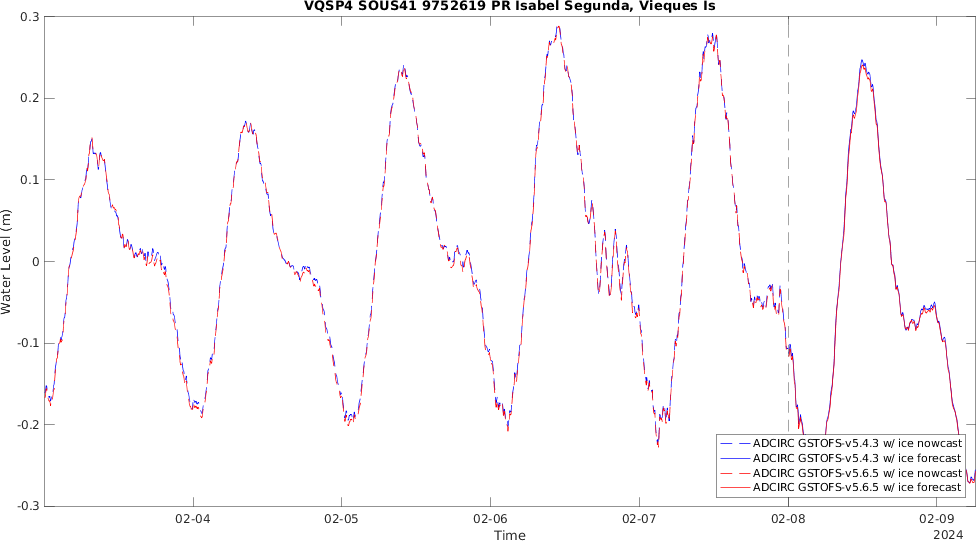 VQSP4 SOUS41 9752619 PR Isabel Segunda, Vieques Is
Water Level (m)
0.3
0.2
0.1
0
-0.1
-0.2
-0.3
ADCIRC GSTOFS-v5.4.3 w/ ice nowcast
ADCIRC GSTOFS-v5.4.3 w/ ice forecast
ADCIRC GSTOFS-v5.6.5 w/ ice nowcast
ADCIRC GSTOFS-v5.6.5 w/ ice forecast
02-04 02-05 02-06 02-07 02-08 02-09
Time
2024